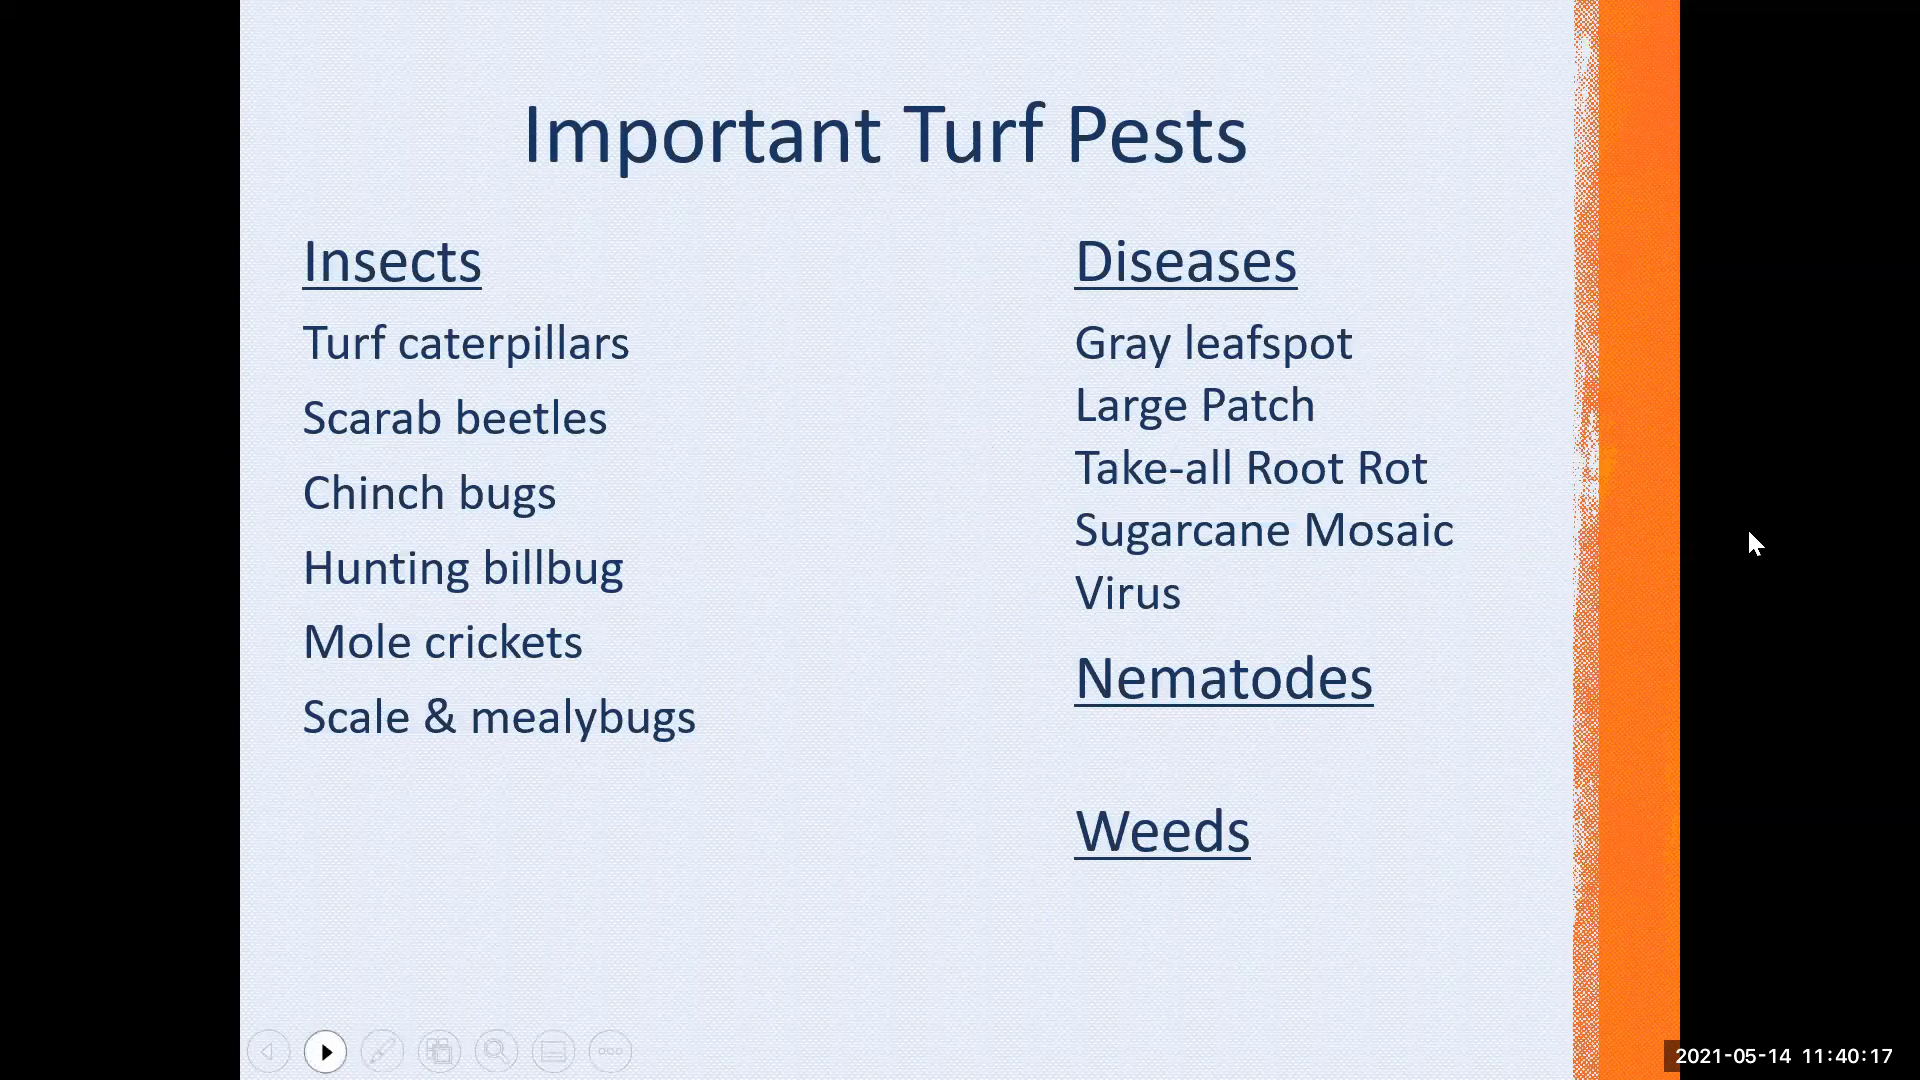 Important Turf Pests
Insects
Turf caterpillars
Scarab beetles
Chinch bugs
Hunting billbug
Mole crickets
Scale & mealybugs
Diseases
Gray leafspot
Large Patch
Take-all Root Rot
Sugarcane Mosaic
Virus
Nematodes
Weeds
2021-05-14 11:40:17